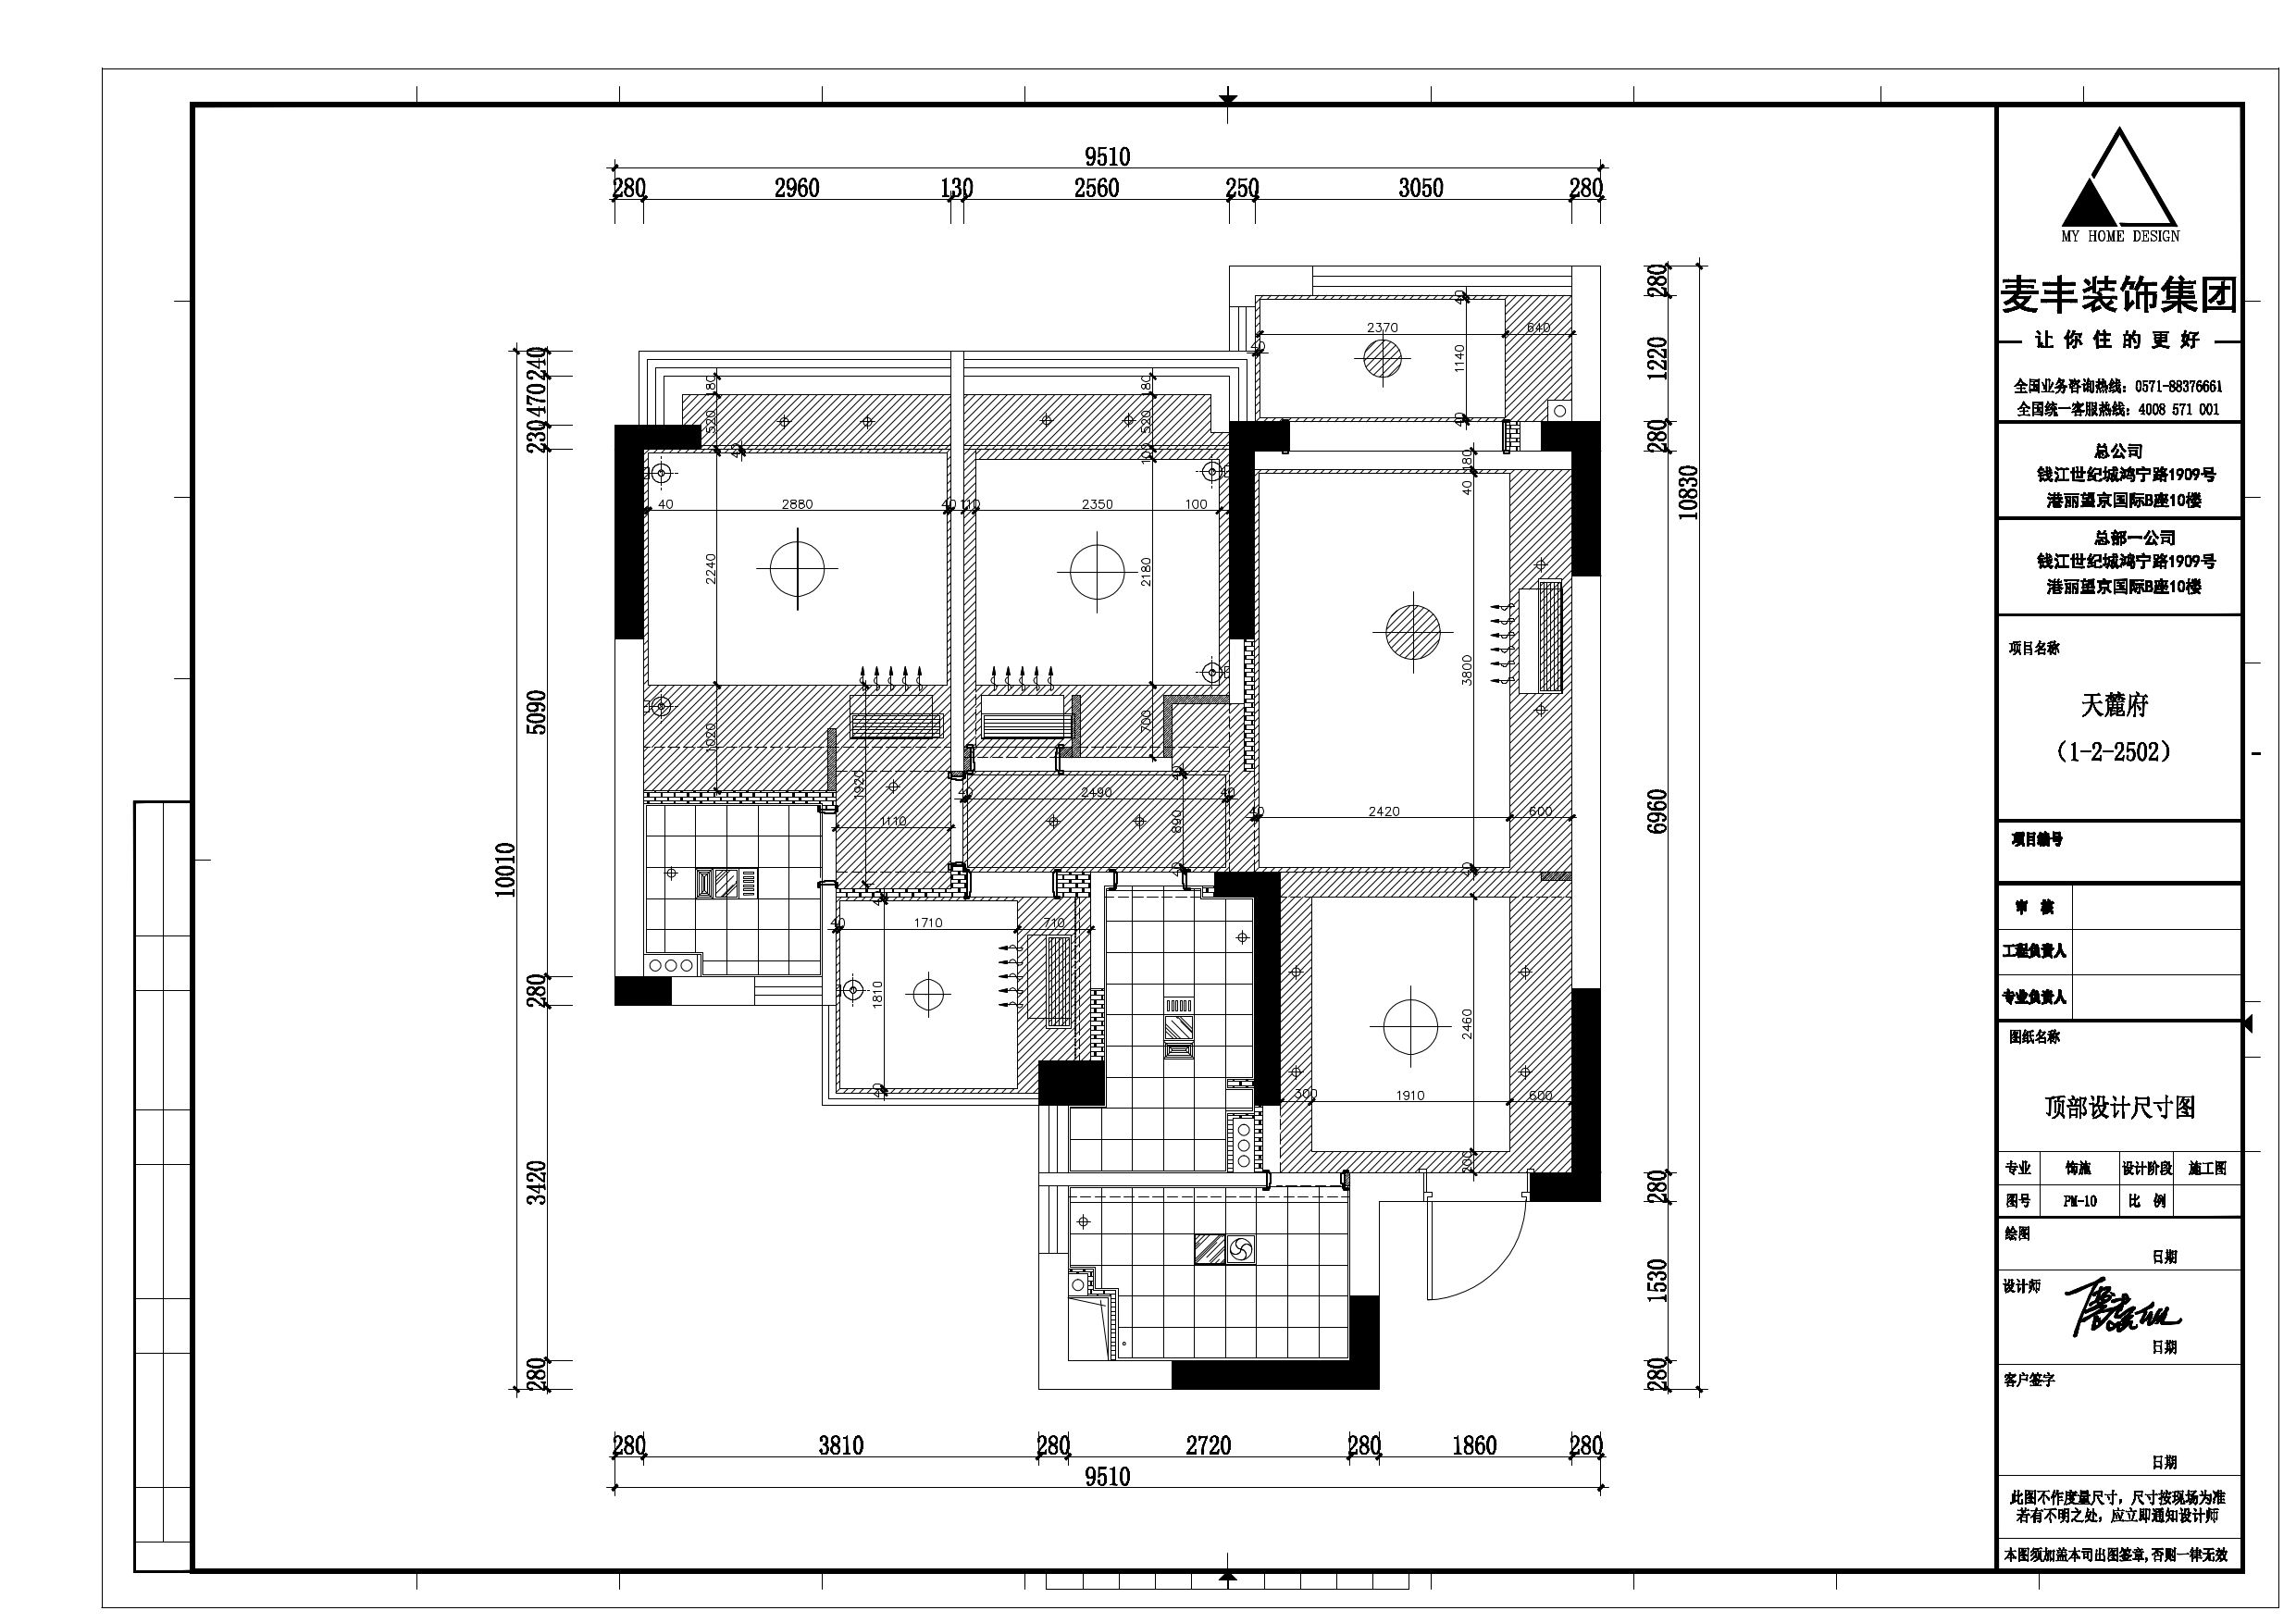 9510
280 2960 130 2560 250 3050 280
240
470
230
5090
280
3420
280
10010
280
1220
280
6960
280
1530
280
10830
40
2370 640
40
1140
40
180
520
40
180
520
100
180
40
40 2880 40 110 2350 100
2240
2180
3800
1020
1920
700
40
40 2490 40
1110
890
40
40 2420 600
40
40
40 1710 710
1810
40
2460
300 1910 600
200
280 3810 280 2720 280 1860 280
9510
MY HOME DESIGN
麦丰装饰集团
让你住的更好
全国业务咨询热线：0571-88376661
全国统一客服热线：4008 571 001
总公司
钱江世纪城鸿宁路1909号
港丽望京国际B座10楼
总部一公司
钱江世纪城鸿宁路1909号
港丽望京国际B座10楼
项目名称
天麓府
（1-2-2502）
项目编号
审 核
工程负责人
专业负责人
图纸名称
顶部设计尺寸图
专业 饰施 设计阶段 施工图
图号 PM-10 比 例
绘图
日期
设计师
日期
客户签字
日期
此图不作度量尺寸，尺寸按现场为准
若有不明之处，应立即通知设计师
本图须加盖本司出图签章，否则一律无效